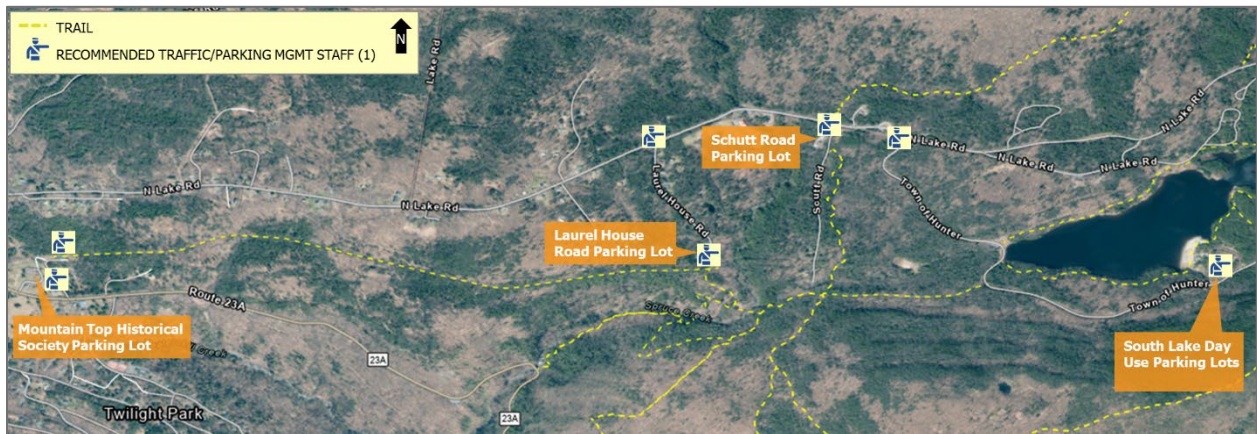 TRAIL
RECOMMENDED TRAFFIC/PARKING MGMT STAFF (1)
N
Lake Rd
Schutt Road
Parking Lot
N Lake Rd
N Lake Rd
N Lake Rd
N Lake Rd
N Lake Rd
N Lake Rd
Laurel House Rd
Scutt Rd
Town of Hunter
Laurel House
Road Parking Lot
Route 23A
Spruce Creek
Town of Hunter
Mountain Top Historical
Society Parking Lot
Creek
23A
23A
South Lake Day
Use Parking Lots
Twilight Park